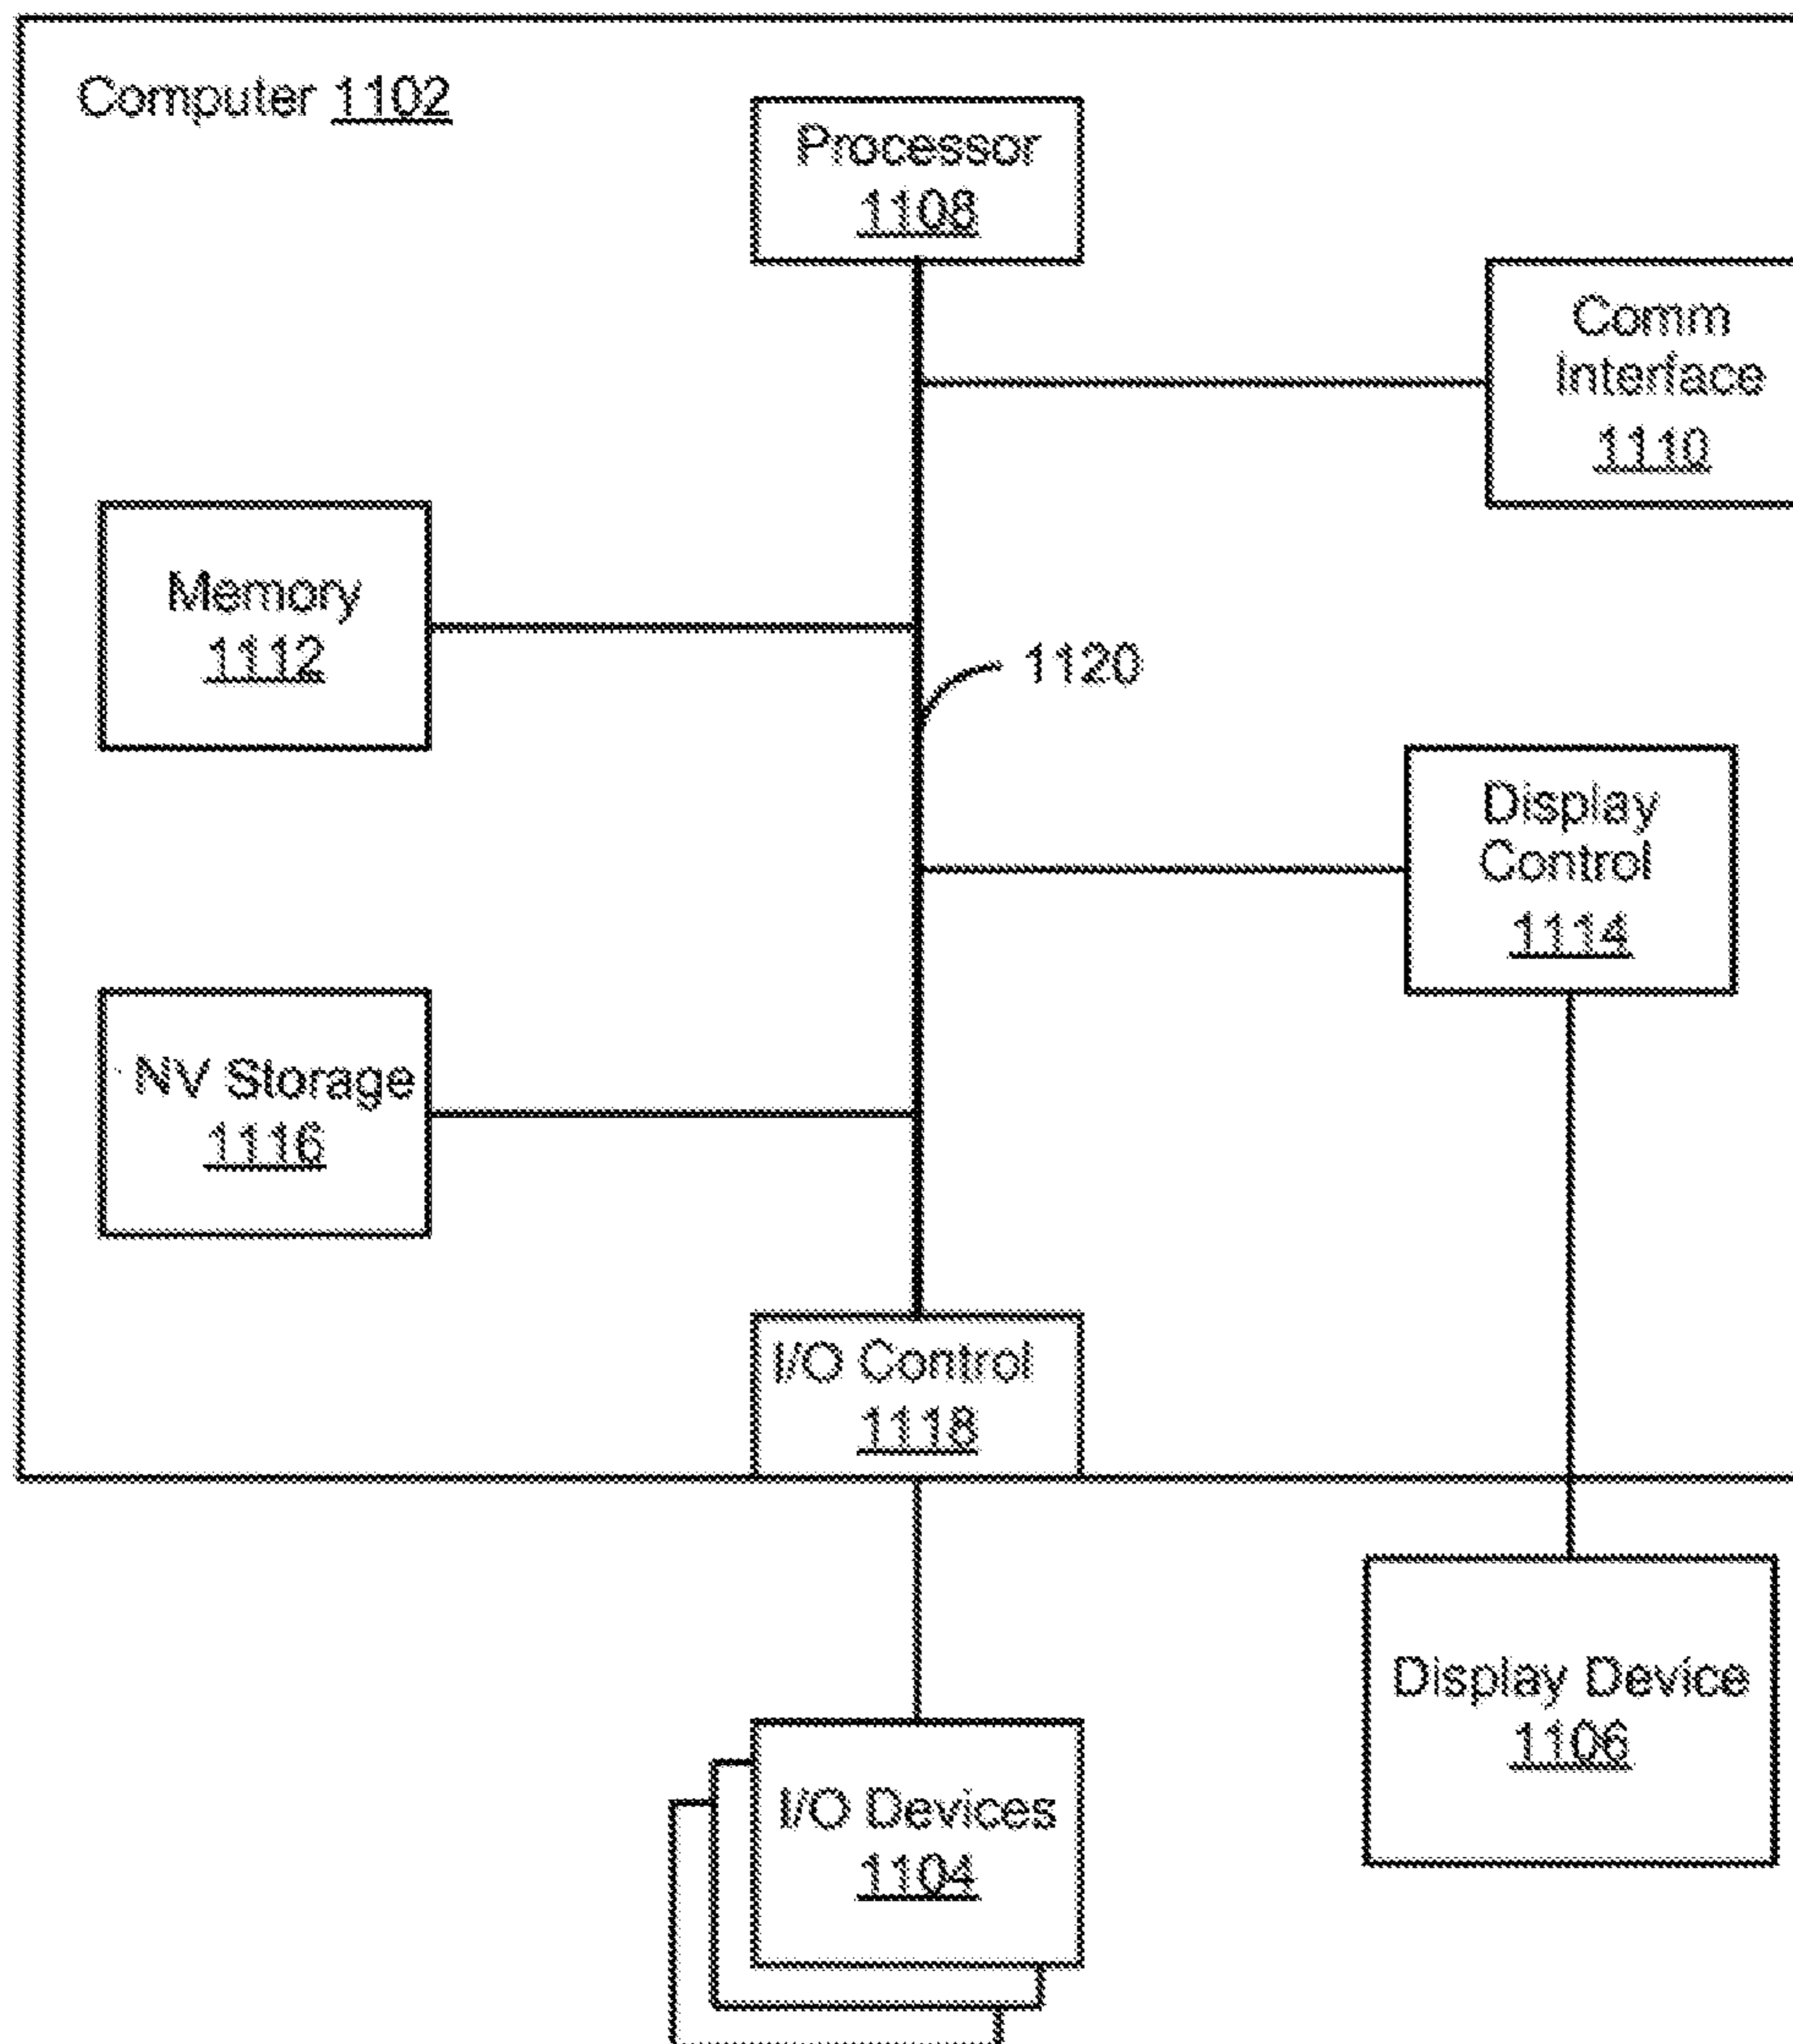 Computer 1102
Processor
1108
Comm
Interface
1110
Memory
1112
1120
Display
Control
1114
NV Storage
1116
I/O Control
1118
Display Device
1106
I/O Devices
1104